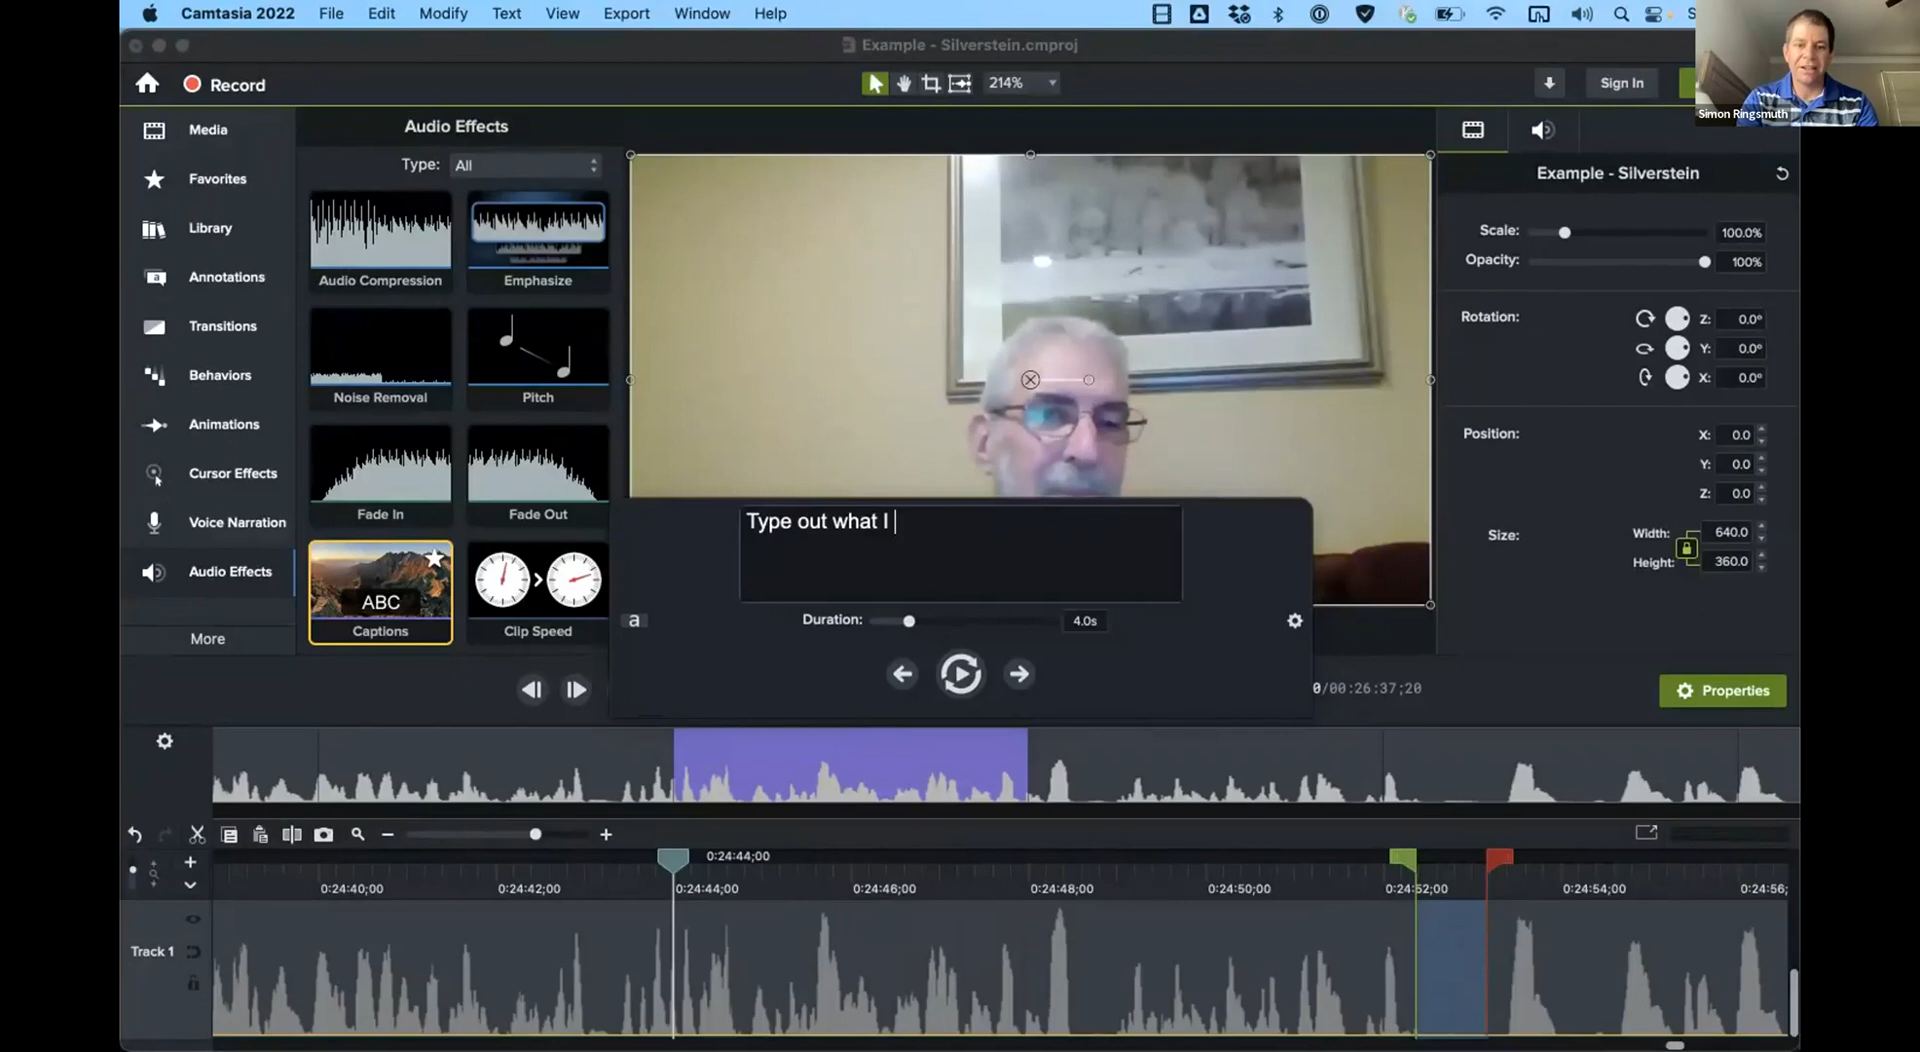 Camtasia 2022 File Edit Modify Text View Export Window Help
Example - Silverstein.cmproj
Record
214%
Sign In
Simon Ringsmuth
Media
Favorites
Library
Annotations
Transitions
Behaviors
Animations
Cursor Effects
Voice Narration
Audio Effects
More
Audio Effects
Type: All
Audio Compression
Emphasize
Noise Removal
Pitch
Fade In
Fade Out
ABC
Captions
Clip Speed
Type out what I
a
Duration: 4.0s
Example - Silverstein
Scale: 100.0%
Opacity: 100%
Rotation: Z: 0.0°
Y: 0.0°
X: 0.0°
Position: X: 0.0
Y: 0.0
Z: 0.0
Size: Width: 640.0
Height: 360.0
0/00:26:37;20
Properties
0:24:44;00
0:24:40;00 0:24:42;00 0:24:44;00 0:24:46;00 0:24:48;00 0:24:50;00 0:24:52;00 0:24:54;00 0:24:56;
Track 1